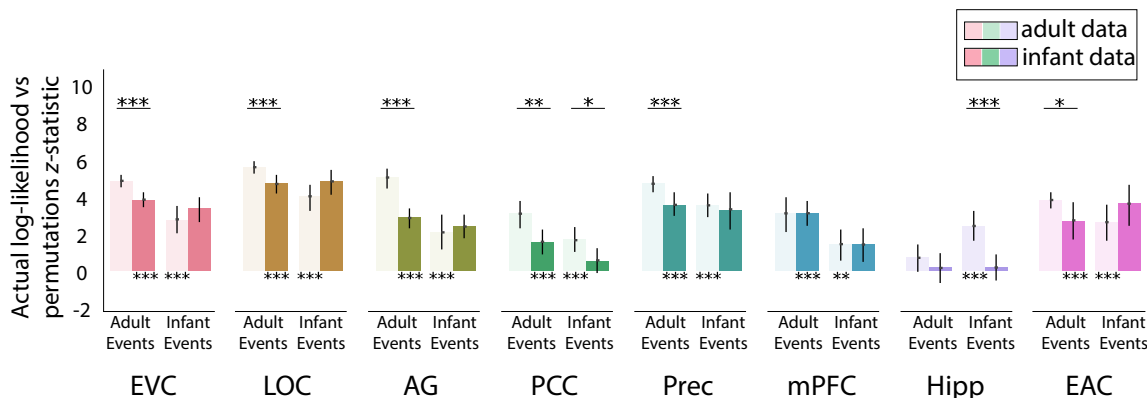 adult data
infant data
Actual log-likelihood vs
permutations z-statistic
10
8
6
4
2
0
-2
*** *** *** ** * *** *** *
*** *** *** *** *** *** *** *** *** *** *** ** *** *** ***
Adult Infant Adult Infant Adult Infant Adult Infant Adult Infant Adult Infant Adult Infant Adult Infant
Events Events Events Events Events Events Events Events Events Events Events Events Events Events Events Events
EVC LOC AG PCC Prec mPFC Hipp EAC